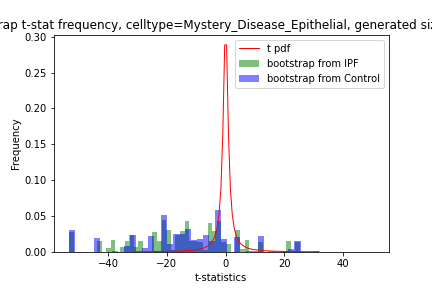 rap t-stat frequency, celltype=Mystery_Disease_Epithelial, generated siz
t pdf
bootstrap from IPF
bootstrap from Control
Frequency
0.30
0.25
0.20
0.15
0.10
0.05
0.00
−40 −20 0 20 40
t-statistics